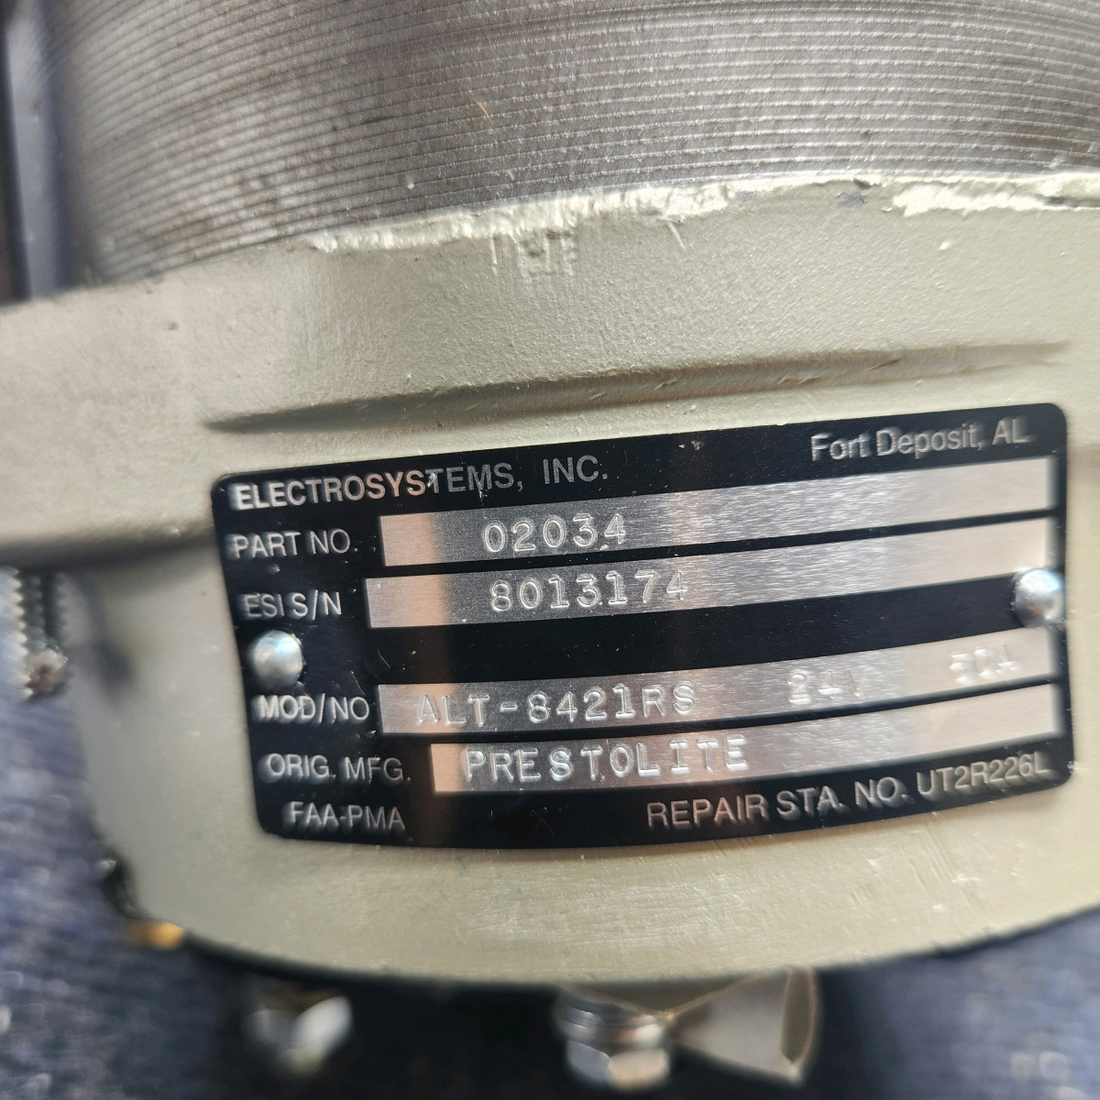 ELECTROSYSTEMS, INC. Fort Deposit, AL
PART NO. 02034
ESI S/N 8013174
MOD/NO ALT-8421RS 24V 50A
ORIG. MFG. PRESTOLITE
FAA-PMA REPAIR STA. NO. UT2R226L